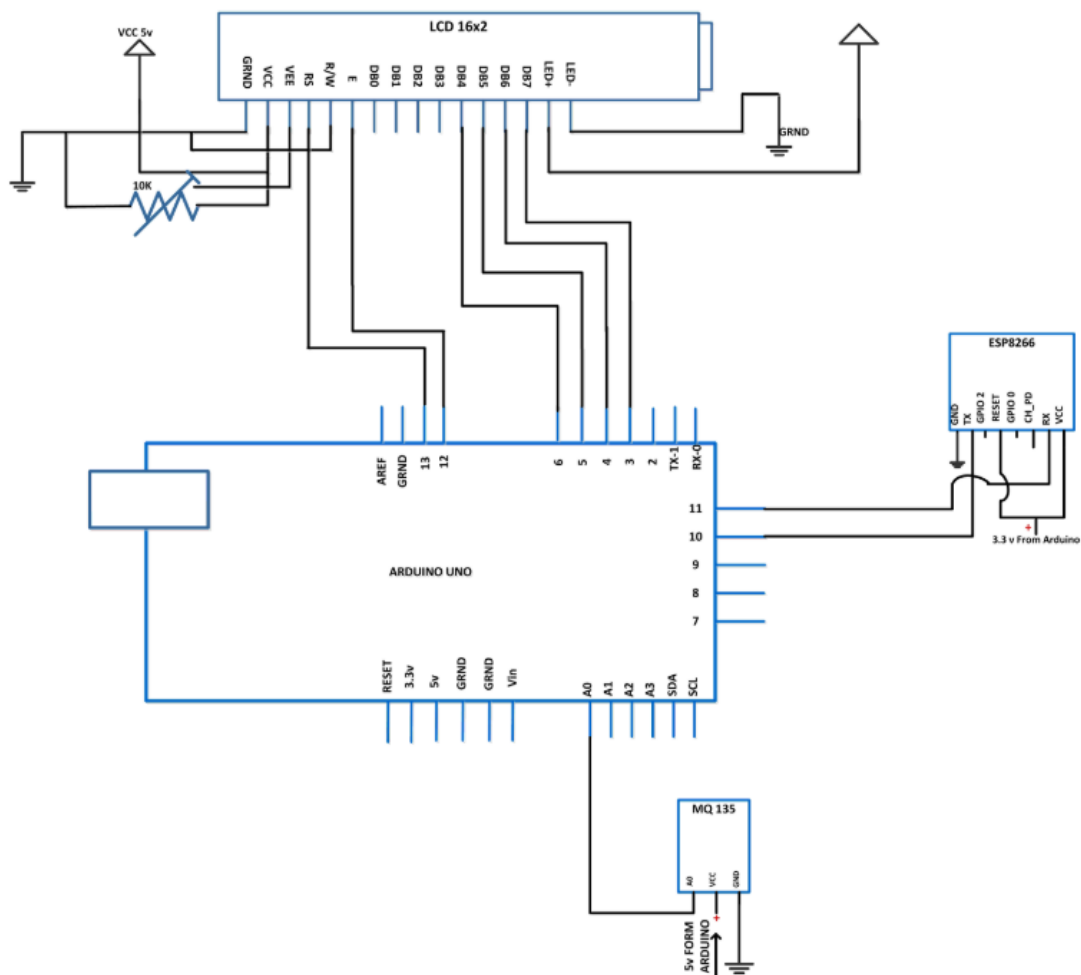 LCD 16x2
VCC 5v
GRND
VCC
VEE
RS
R/W
E
DB0
DB1
DB2
DB3
DB4
DB5
DB6
DB7
LED+
LED-
GRND
10K
ESP8266
GND
TX
GPIO 2
RESET
GPIO 0
CH_PD
RX
VCC
+
3.3 v From Arduino
AREF
GRND
13
12
6
5
4
3
2
TX-1
RX-0
11
10
9
8
7
ARDUINO UNO
RESET
3.3v
5v
GRND
GRND
Vin
A0
A1
A2
A3
SDA
SCL
MQ 135
A0
VCC
GND
+
5v FORM
ARDUINO